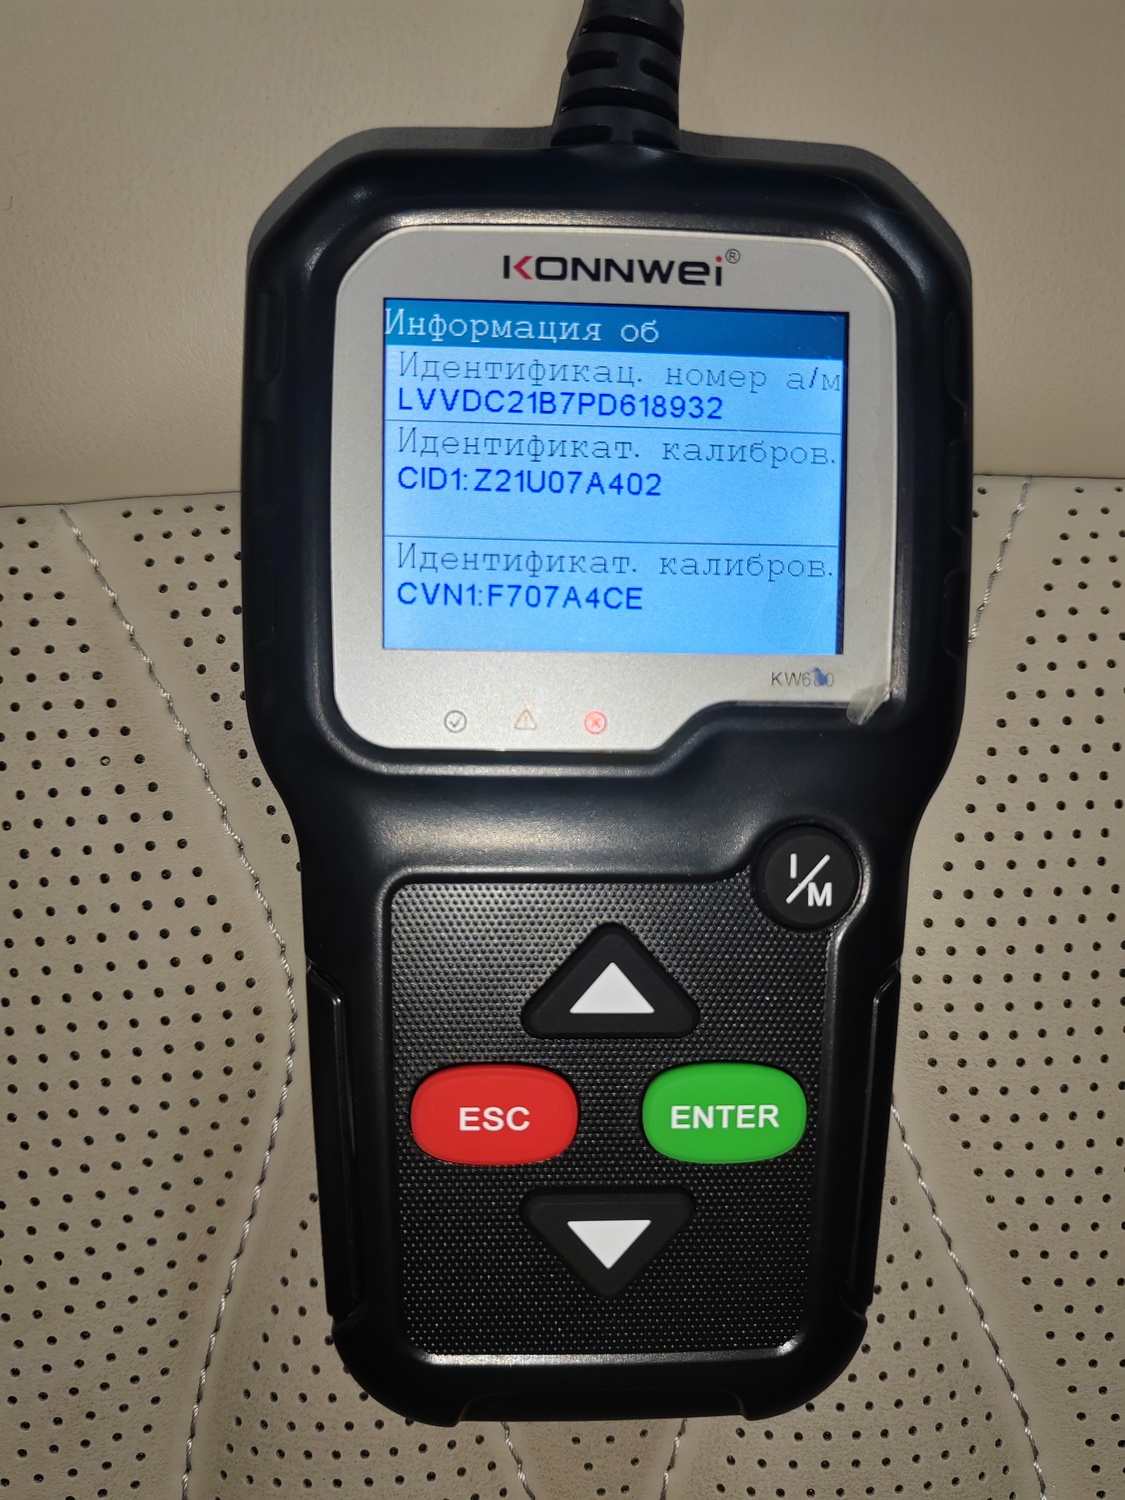 KONNWEI®
Информация об
Идентификац. номер а/м
LVVDC21B7PD618932
Идентификат. калибров.
CID1:Z21U07A402
Идентификат. калибров.
CVN1:F707A4CE
I/M
ESC
ENTER